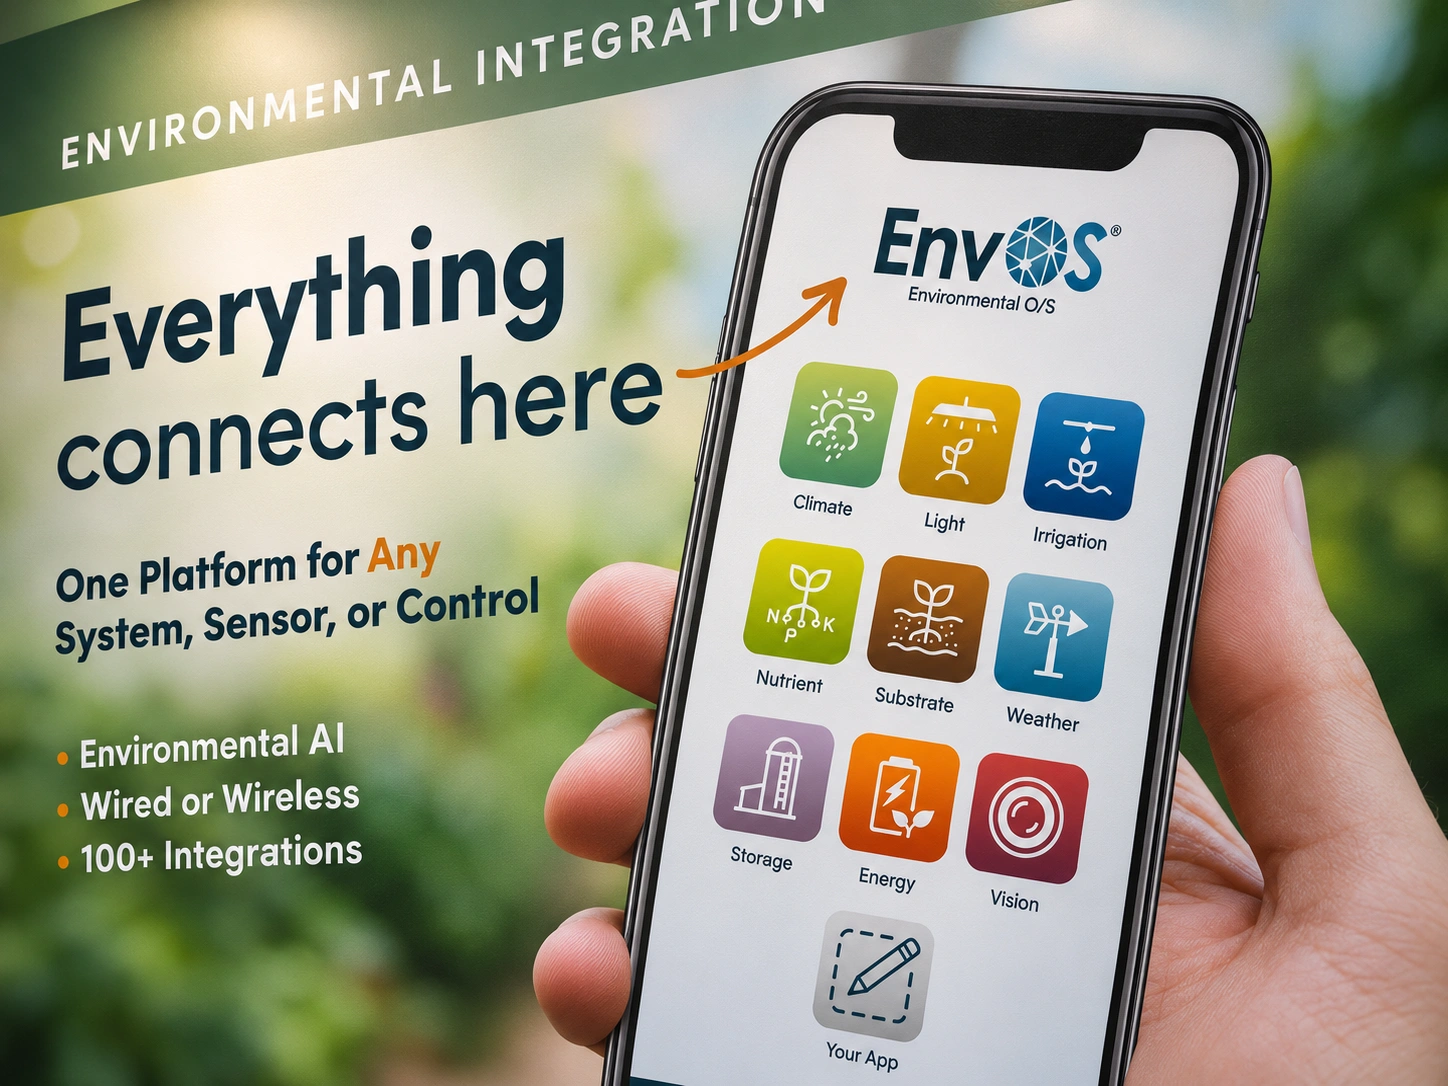 ENVIRONMENTAL INTEGRATION
Everything
connects here
One Platform for Any
System, Sensor, or Control
• Environmental AI
• Wired or Wireless
• 100+ Integrations
EnvOS®
Environmental O/S
Climate
Light
Irrigation
N P K
Nutrient
Substrate
Weather
Storage
Energy
Vision
Your App